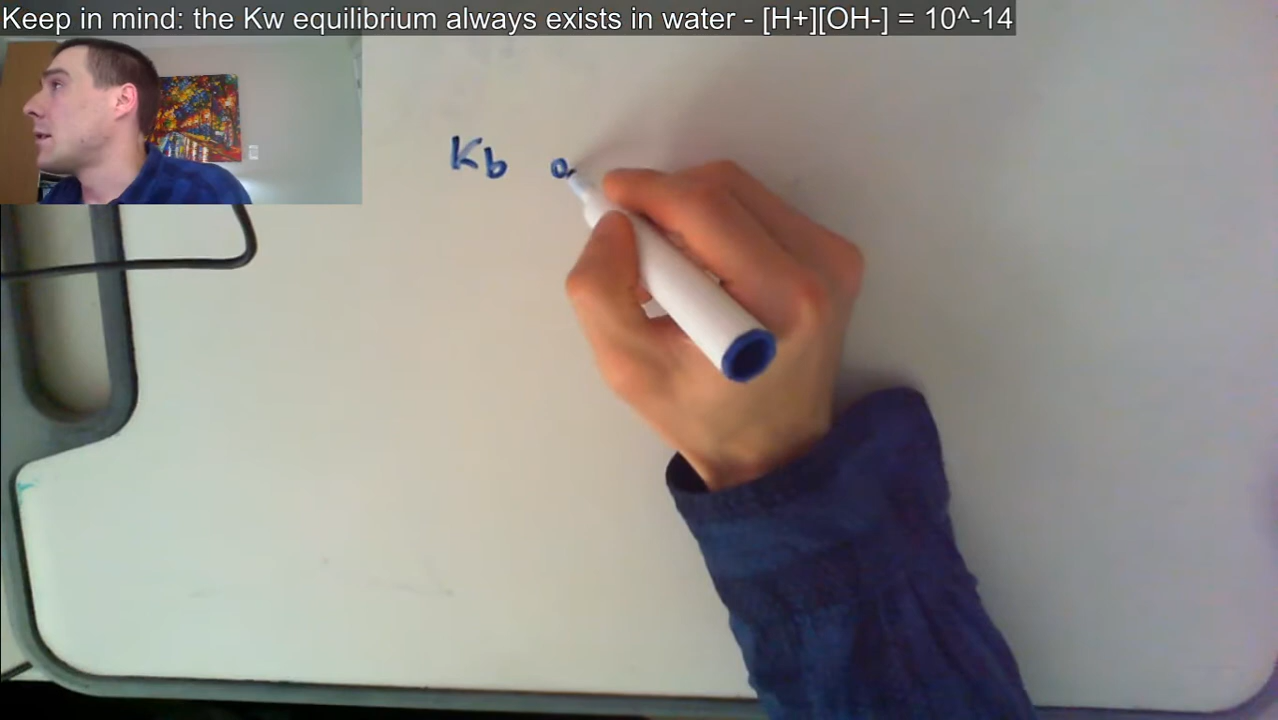 Keep in mind: the Kw equilibrium always exists in water - [H+][OH-] = 10^-14
Kb a